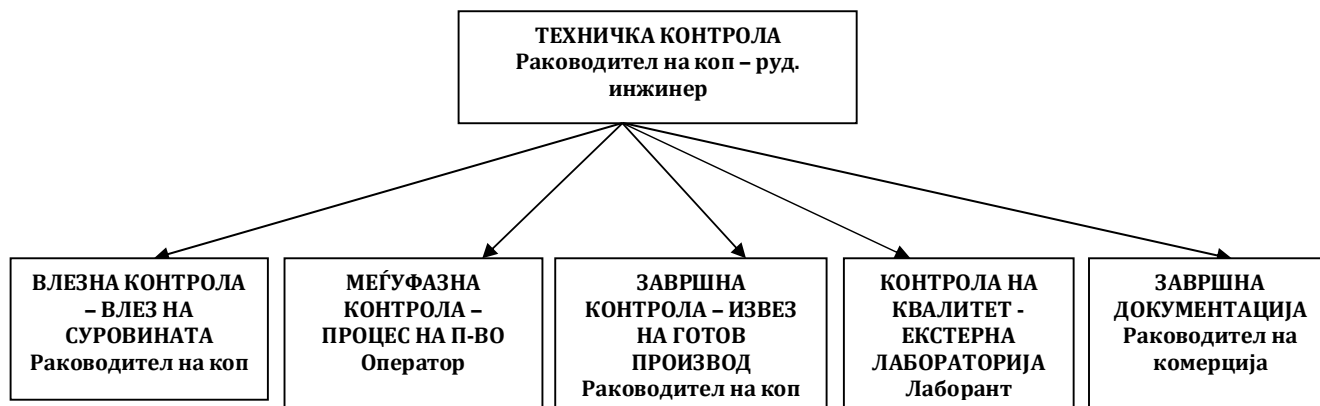 ТЕХНИЧКА КОНТРОЛА
Раководител на коп – руд.
инжинер
ВЛЕЗНА КОНТРОЛА
– ВЛЕЗ НА
СУРОВИНАТА
Раководител на коп
МЕЃУФАЗНА
КОНТРОЛА –
ПРОЦЕС НА П-ВО
Оператор
ЗАВРШНА
КОНТРОЛА – ИЗВЕЗ
НА ГОТОВ
ПРОИЗВОД
Раководител на коп
КОНТРОЛА НА
КВАЛИТЕТ -
ЕКСТЕРНА
ЛАБОРАТОРИЈА
Лаборант
ЗАВРШНА
ДОКУМЕНТАЦИЈА
Раководител на
комерција